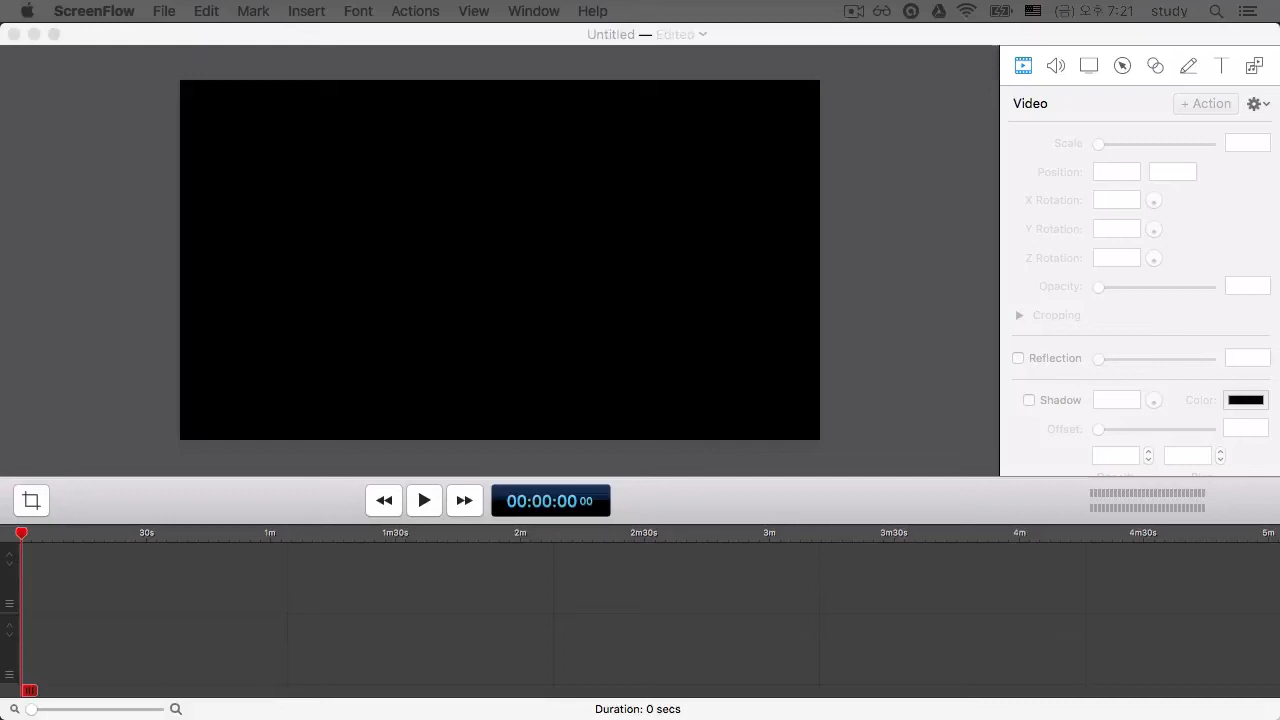 ScreenFlow File Edit Mark Insert Font Actions View Window Help (금) 오후 7:21 study
Untitled — Edited
Video + Action
Scale
Position:
X Rotation:
Y Rotation:
Z Rotation:
Opacity:
Cropping
Reflection
Shadow Color:
Offset:
00:00:00 00
30s 1m 1m30s 2m 2m30s 3m 3m30s 4m 4m30s 5m
Duration: 0 secs